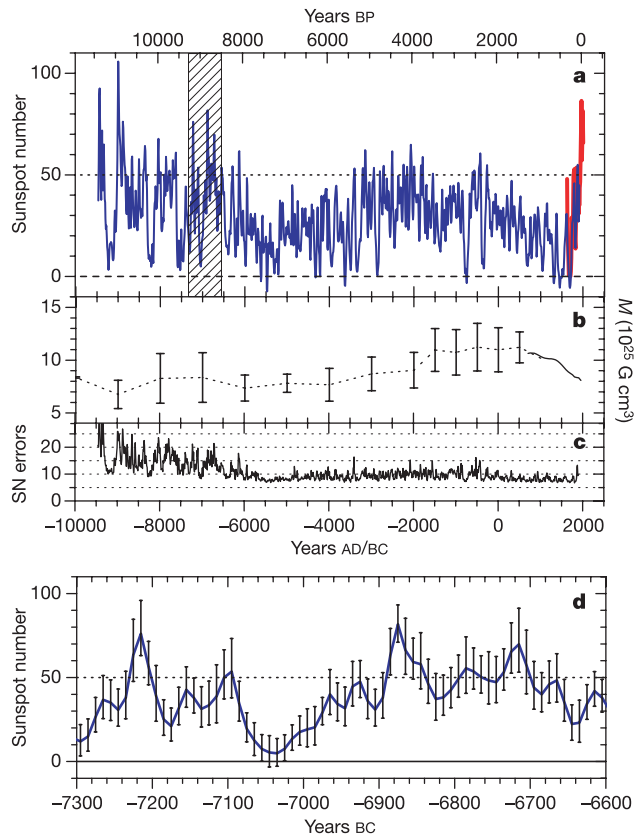 Years BP
10000 8000 6000 4000 2000 0
a
100
50
0
Sunspot number
b
15
10
5
M (10²⁵ G cm³)
c
20
10
0
SN errors
−10000 −8000 −6000 −4000 −2000 0 2000
Years AD/BC
d
100
50
0
Sunspot number
−7300 −7200 −7100 −7000 −6900 −6800 −6700 −6600
Years BC